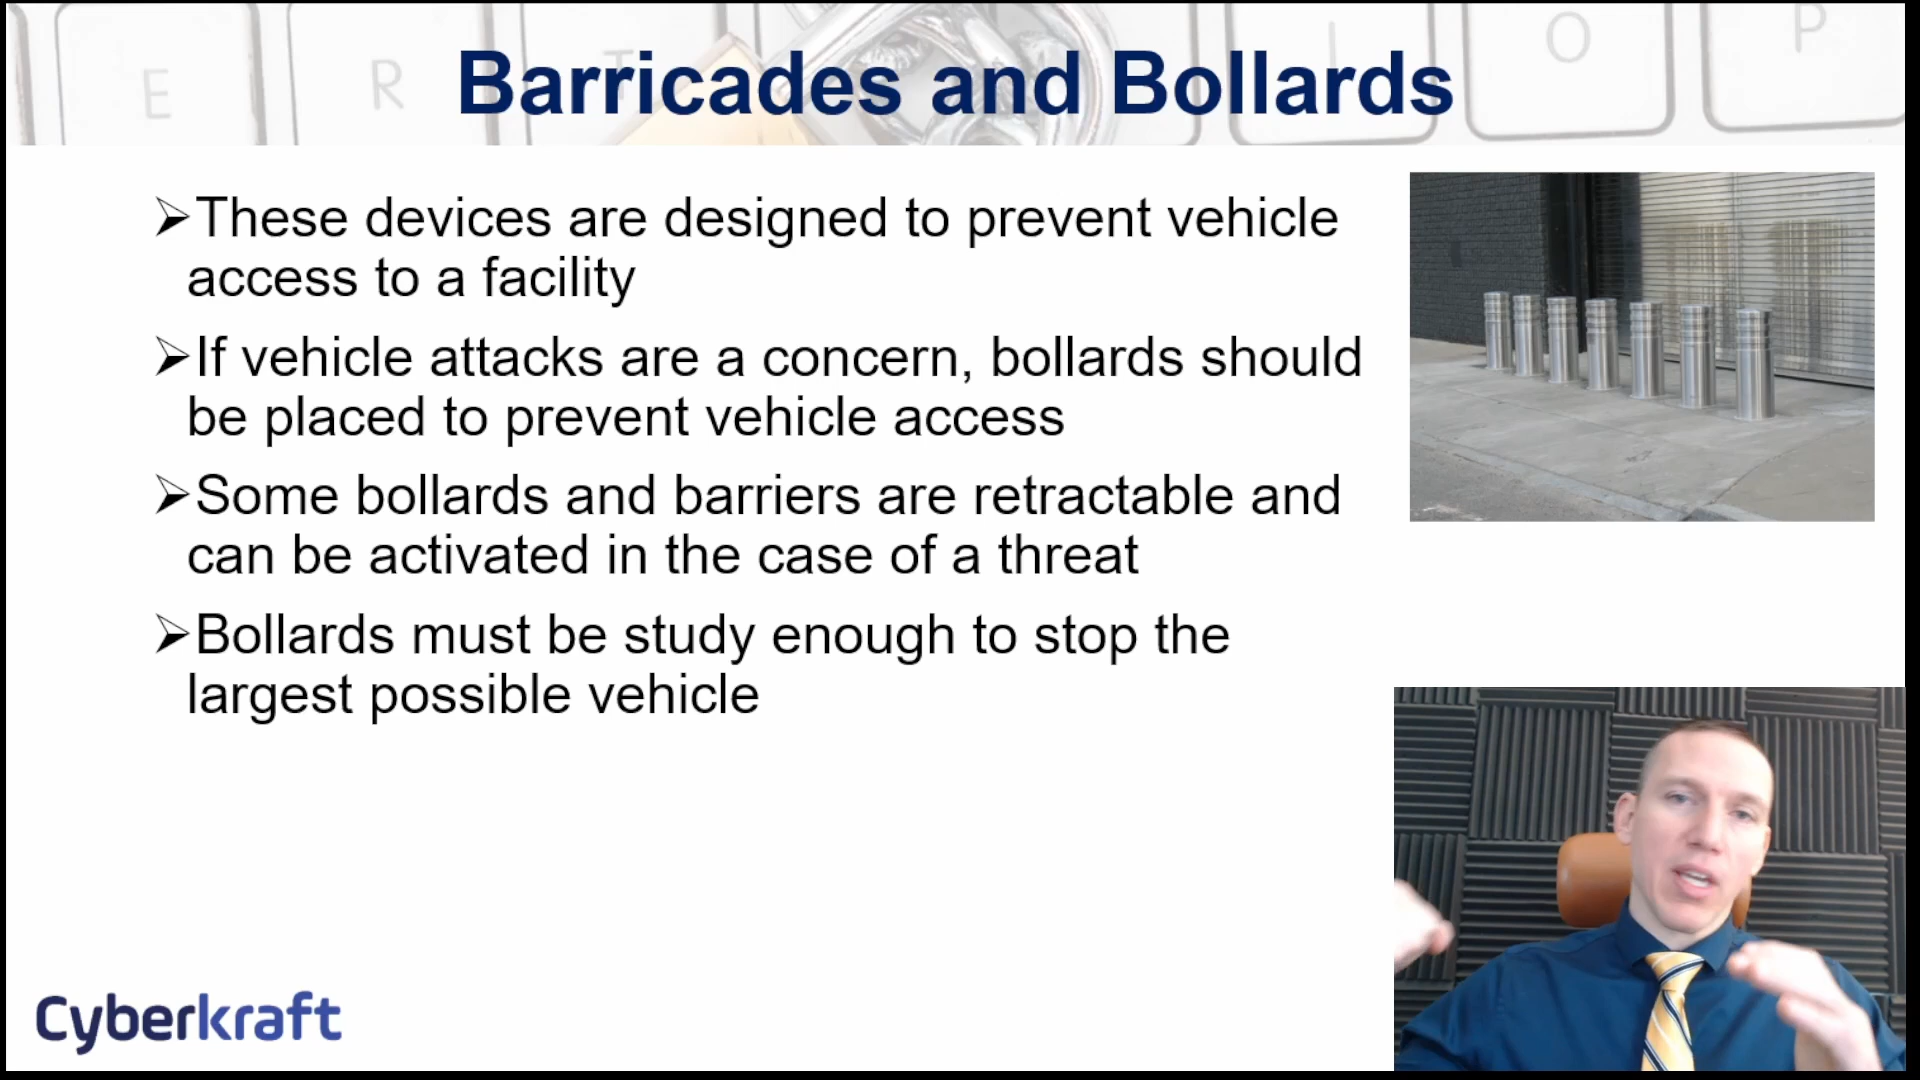 E R T I O P
Barricades and Bollards
➢These devices are designed to prevent vehicle
access to a facility
➢If vehicle attacks are a concern, bollards should
be placed to prevent vehicle access
➢Some bollards and barriers are retractable and
can be activated in the case of a threat
➢Bollards must be study enough to stop the
largest possible vehicle
Cyberkraft